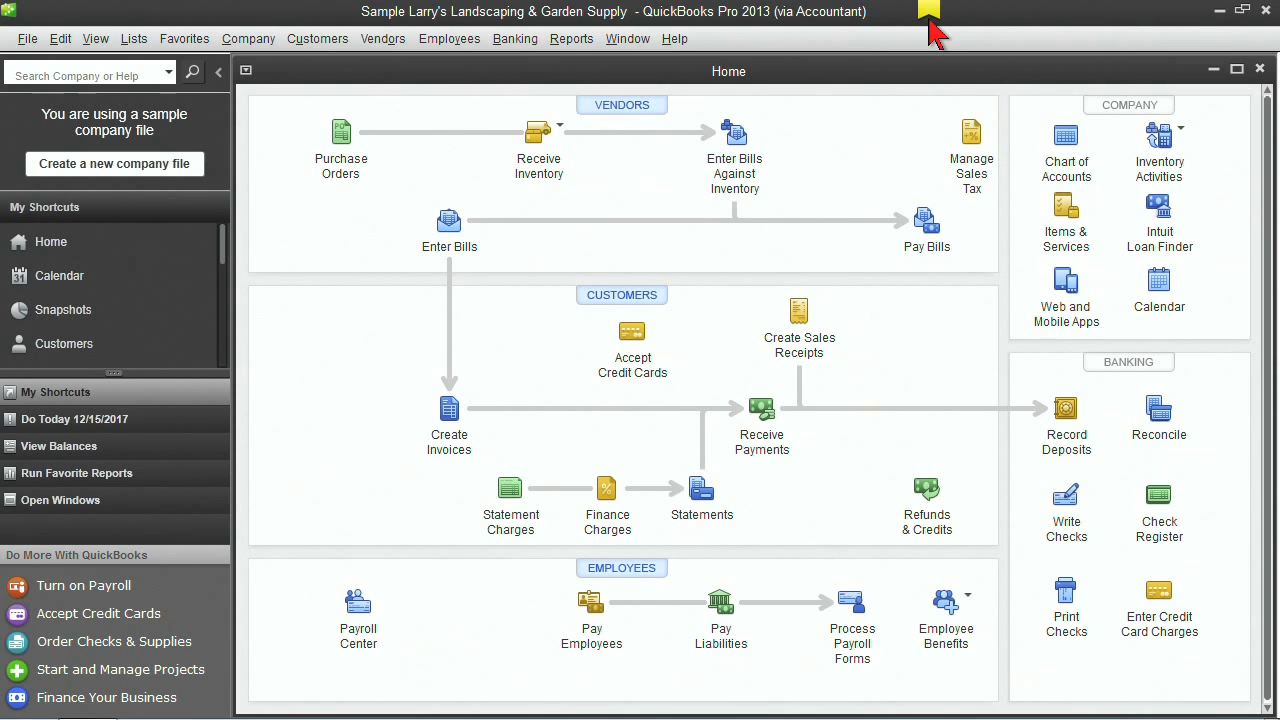 Sample Larry's Landscaping & Garden Supply - QuickBooks Pro 2013 (via Accountant)
File Edit View Lists Favorites Company Customers Vendors Employees Banking Reports Window Help
Search Company or Help
You are using a sample
company file
Create a new company file
My Shortcuts
Home
Calendar
Snapshots
Customers
My Shortcuts
Do Today 12/15/2017
View Balances
Run Favorite Reports
Open Windows
Do More With QuickBooks
Turn on Payroll
Accept Credit Cards
Order Checks & Supplies
Start and Manage Projects
Finance Your Business
Home
VENDORS
PO
Purchase
Orders
Receive
Inventory
Enter Bills
Against
Inventory
Manage
Sales
Tax
Enter Bills
Pay Bills
CUSTOMERS
Accept
Credit Cards
Create Sales
Receipts
Create
Invoices
Receive
Payments
Statement
Charges
Finance
Charges
Statements
Refunds
& Credits
EMPLOYEES
Payroll
Center
Pay
Employees
Pay
Liabilities
Process
Payroll
Forms
Employee
Benefits
COMPANY
Chart of
Accounts
Inventory
Activities
Items &
Services
Intuit
Loan Finder
Web and
Mobile Apps
Calendar
BANKING
Record
Deposits
Reconcile
Write
Checks
Check
Register
Print
Checks
Enter Credit
Card Charges